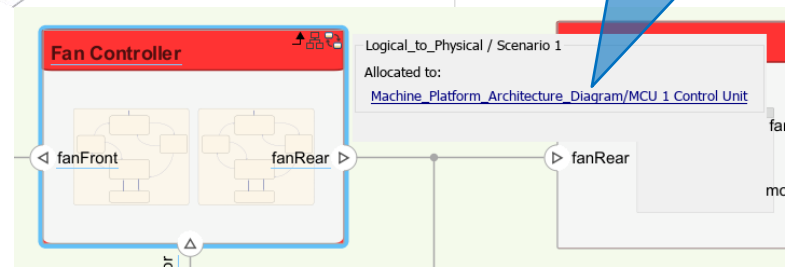 Fan Controller
Logical_to_Physical / Scenario 1
Allocated to:
Machine_Platform_Architecture_Diagram/MCU 1 Control Unit
fanFront
fanRear
fanRear